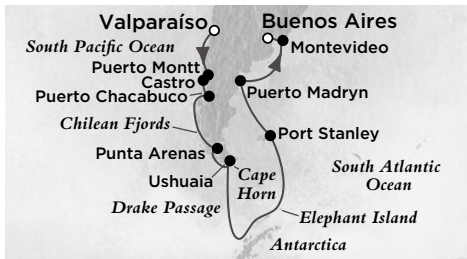 Valparaíso
Buenos Aires
South Pacific Ocean
Montevideo
Puerto Montt
Castro
Puerto Chacabuco
Puerto Madryn
Chilean Fjords
Port Stanley
Punta Arenas
South Atlantic
Ocean
Ushuaia
Cape
Horn
Drake Passage
Elephant Island
Antarctica